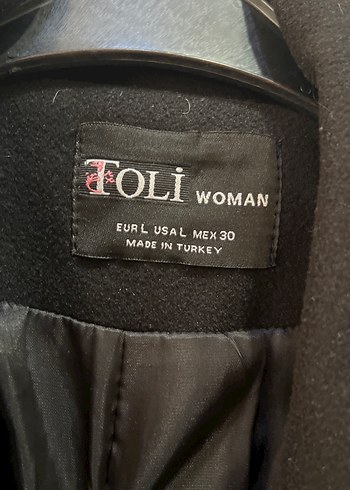 TOLİ WOMAN
EUR L USA L MEX 30
MADE IN TURKEY